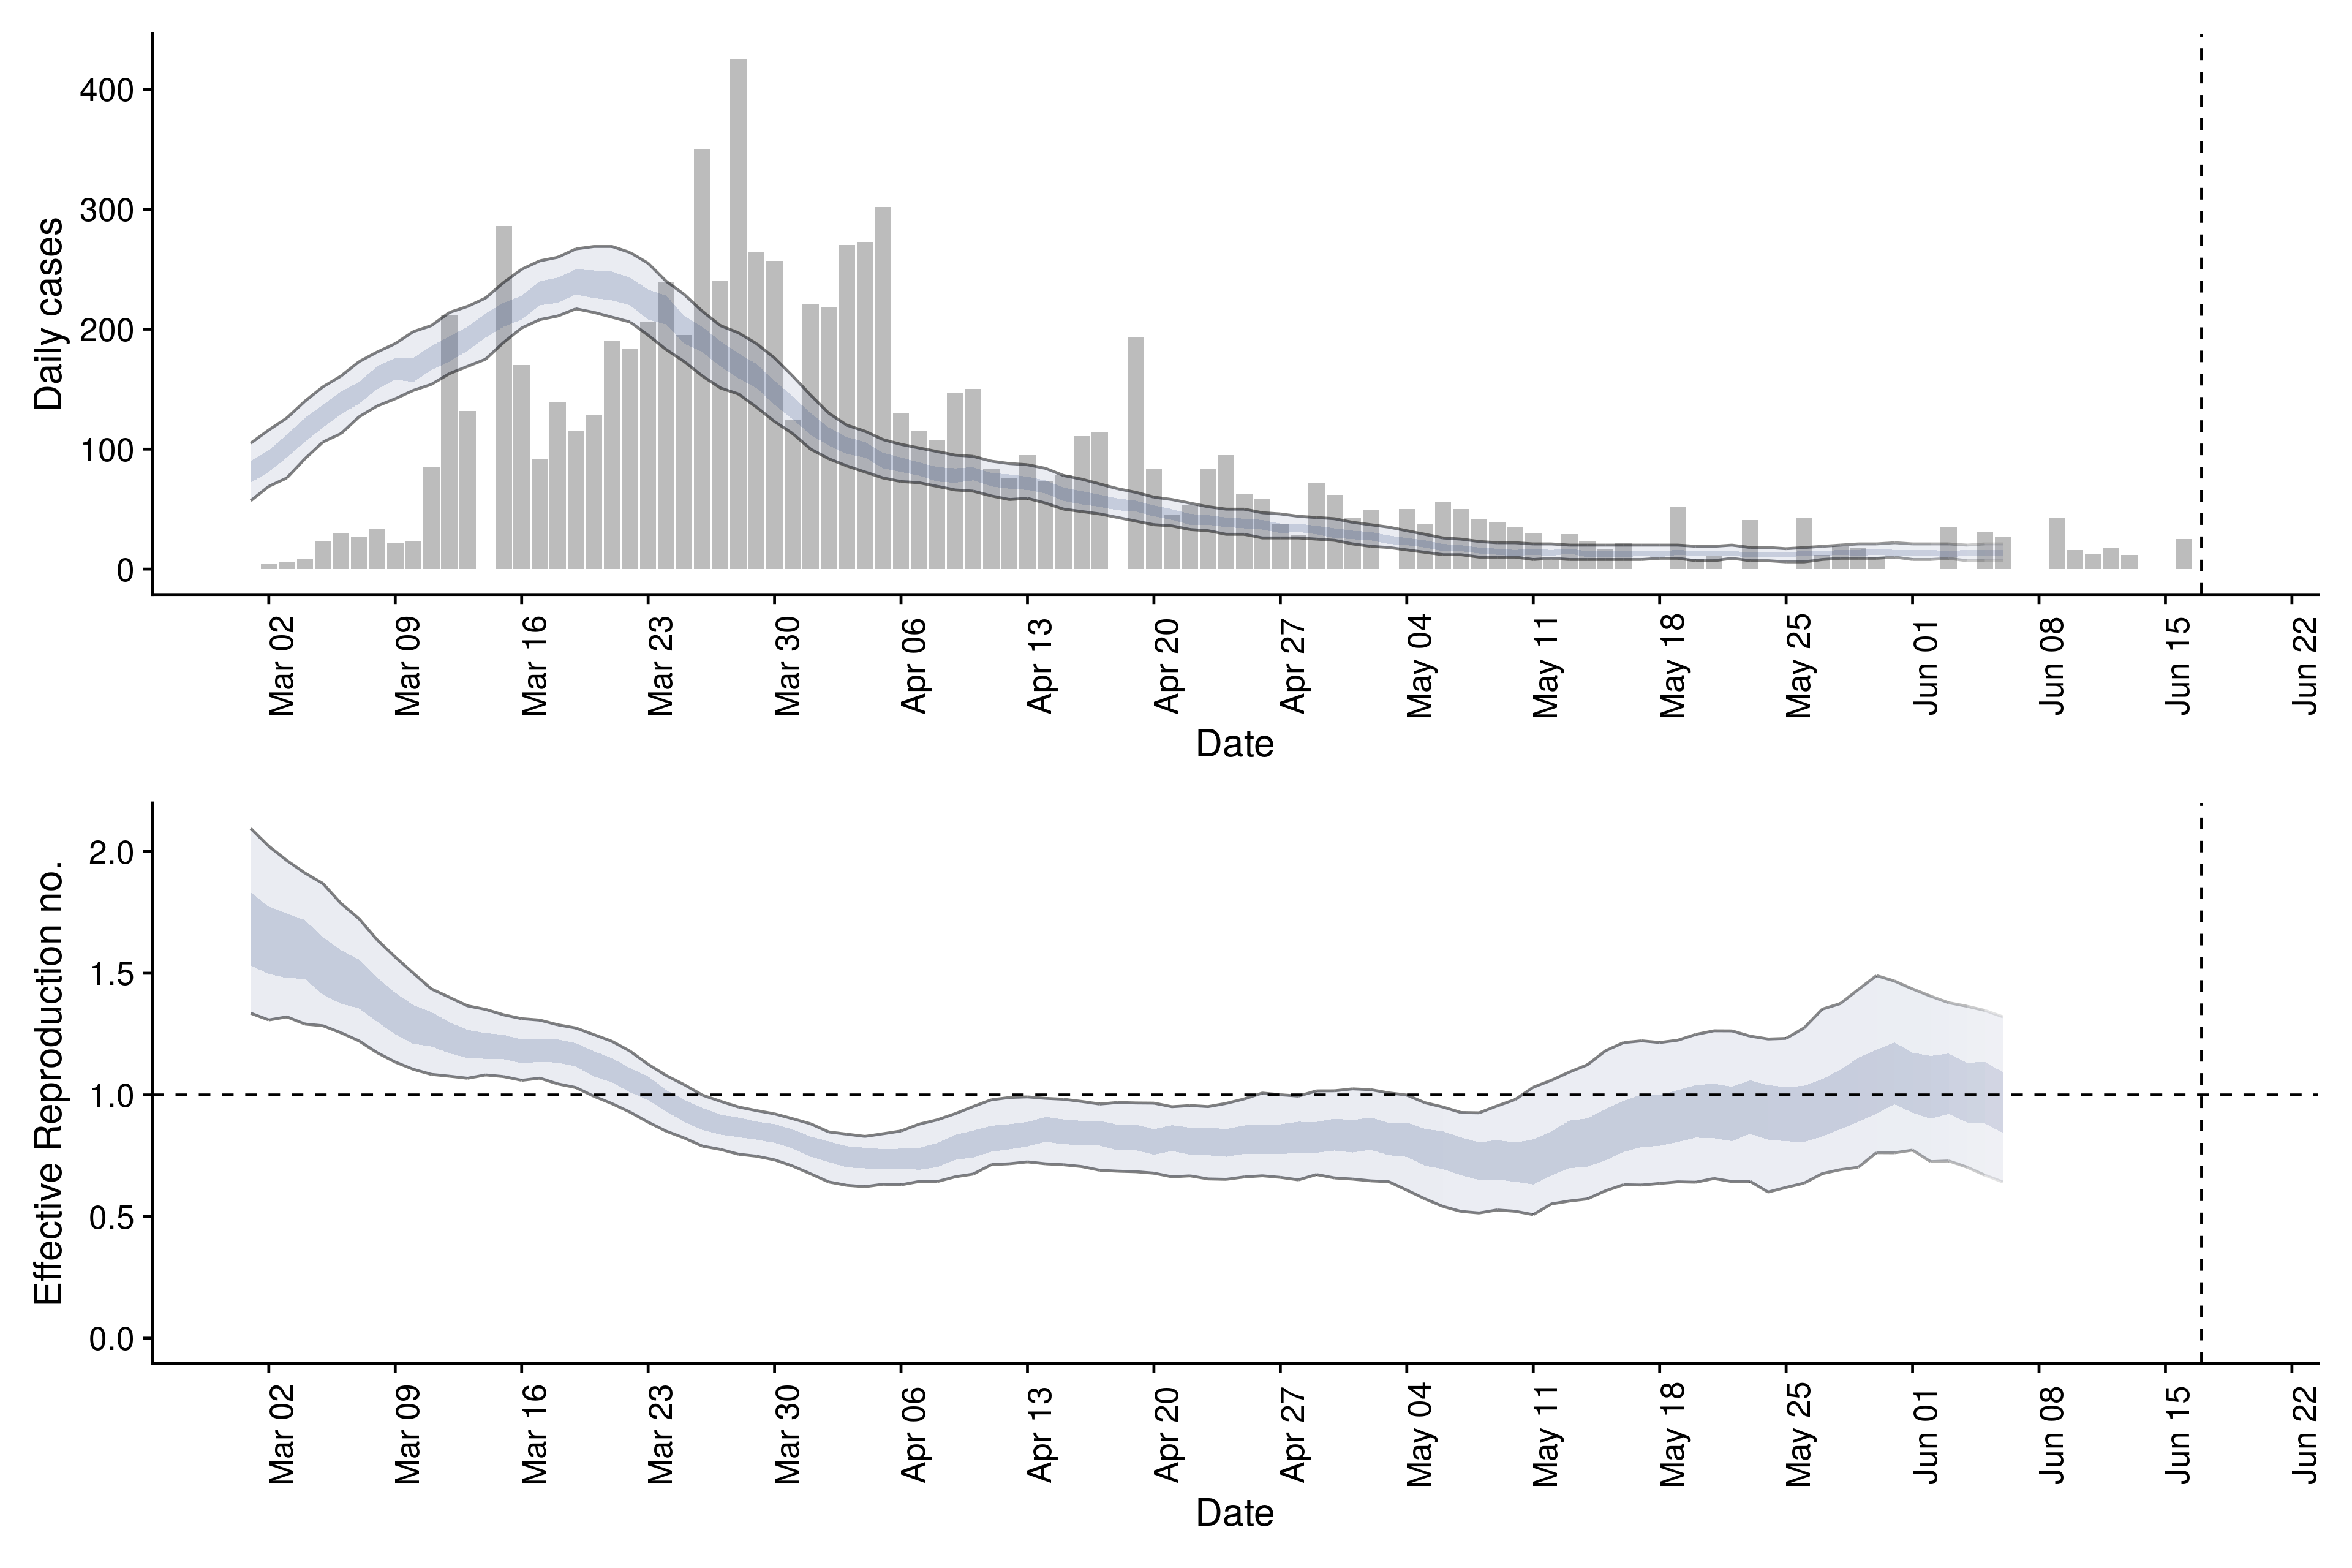 Daily cases
400
300
200
100
0
Mar 02
Mar 09
Mar 16
Mar 23
Mar 30
Apr 06
Apr 13
Apr 20
Apr 27
May 04
May 11
May 18
May 25
Jun 01
Jun 08
Jun 15
Jun 22
Date
Effective Reproduction no.
2.0
1.5
1.0
0.5
0.0
Mar 02
Mar 09
Mar 16
Mar 23
Mar 30
Apr 06
Apr 13
Apr 20
Apr 27
May 04
May 11
May 18
May 25
Jun 01
Jun 08
Jun 15
Jun 22
Date